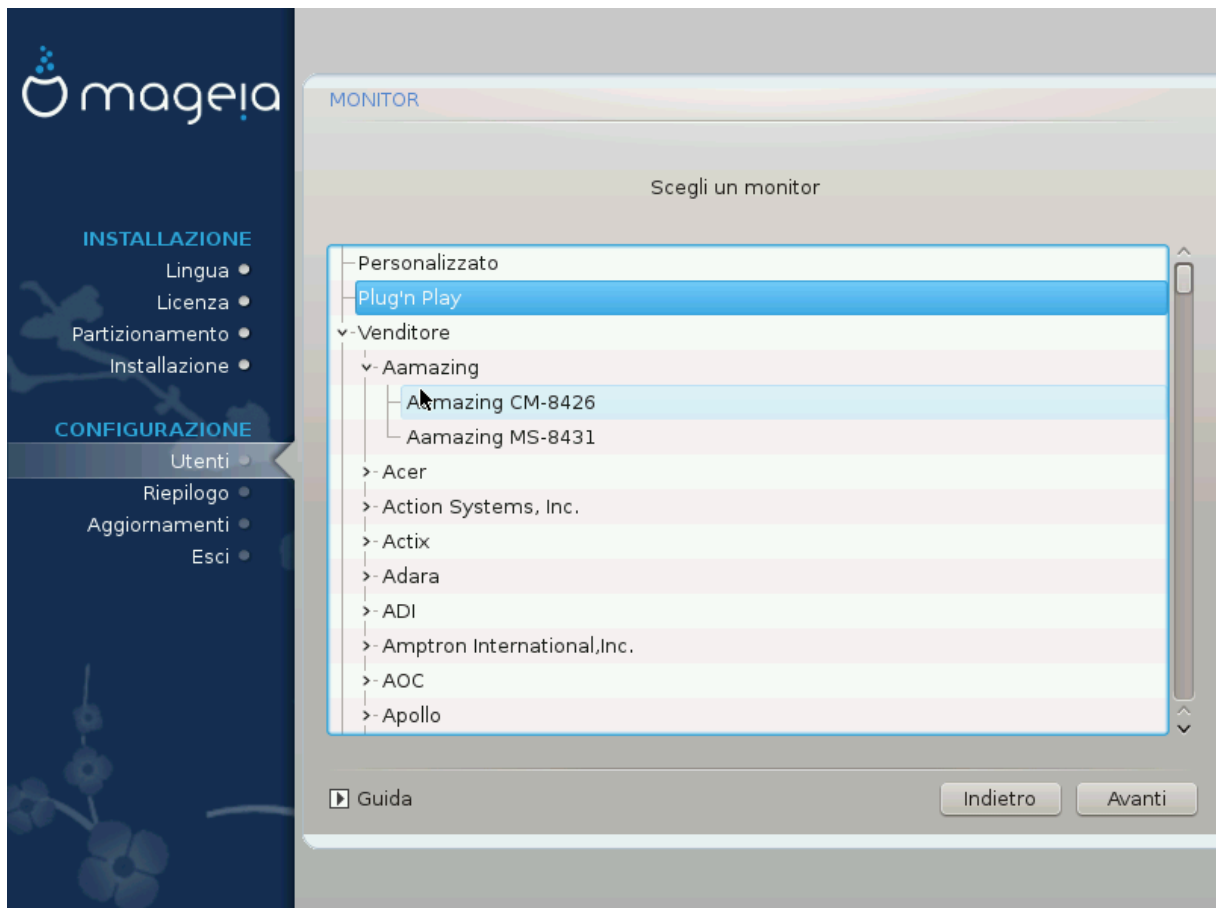 mageia
INSTALLAZIONE
Lingua
Licenza
Partizionamento
Installazione
CONFIGURAZIONE
Utenti
Riepilogo
Aggiornamenti
Esci
MONITOR
Scegli un monitor
Personalizzato
Plug'n Play
Venditore
Aamazing
Aamazing CM-8426
Aamazing MS-8431
Acer
Action Systems, Inc.
Actix
Adara
ADI
Amptron International,Inc.
AOC
Apollo
Guida
Indietro
Avanti